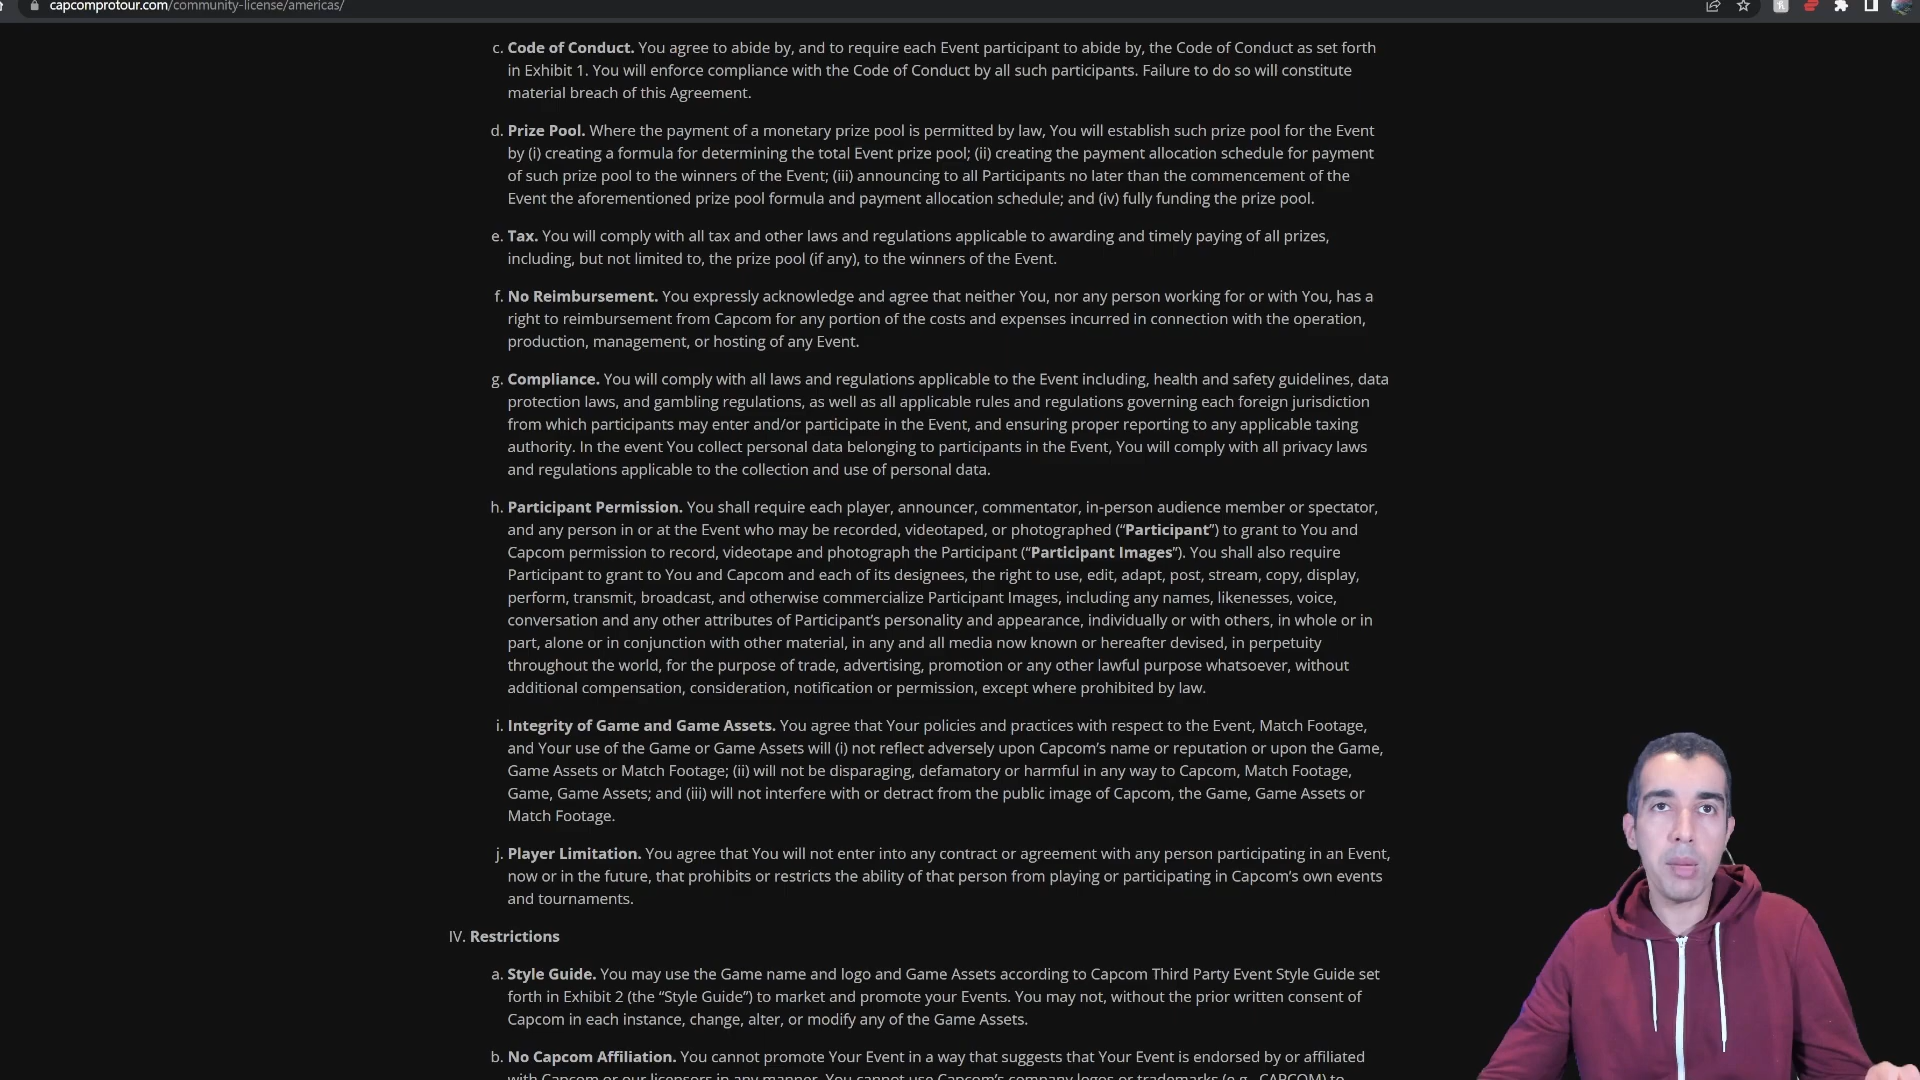 capcomprotour.com/community-license/americas/
c. Code of Conduct. You agree to abide by, and to require each Event participant to abide by, the Code of Conduct as set forth
in Exhibit 1. You will enforce compliance with the Code of Conduct by all such participants. Failure to do so will constitute
material breach of this Agreement.
d. Prize Pool. Where the payment of a monetary prize pool is permitted by law, You will establish such prize pool for the Event
by (i) creating a formula for determining the total Event prize pool; (ii) creating the payment allocation schedule for payment
of such prize pool to the winners of the Event; (iii) announcing to all Participants no later than the commencement of the
Event the aforementioned prize pool formula and payment allocation schedule; and (iv) fully funding the prize pool.
e. Tax. You will comply with all tax and other laws and regulations applicable to awarding and timely paying of all prizes,
including, but not limited to, the prize pool (if any), to the winners of the Event.
f. No Reimbursement. You expressly acknowledge and agree that neither You, nor any person working for or with You, has a
right to reimbursement from Capcom for any portion of the costs and expenses incurred in connection with the operation,
production, management, or hosting of any Event.
g. Compliance. You will comply with all laws and regulations applicable to the Event including, health and safety guidelines, data
protection laws, and gambling regulations, as well as all applicable rules and regulations governing each foreign jurisdiction
from which participants may enter and/or participate in the Event, and ensuring proper reporting to any applicable taxing
authority. In the event You collect personal data belonging to participants in the Event, You will comply with all privacy laws
and regulations applicable to the collection and use of personal data.
h. Participant Permission. You shall require each player, announcer, commentator, in-person audience member or spectator,
and any person in or at the Event who may be recorded, videotaped, or photographed (“Participant”) to grant to You and
Capcom permission to record, videotape and photograph the Participant (“Participant Images”). You shall also require
Participant to grant to You and Capcom and each of its designees, the right to use, edit, adapt, post, stream, copy, display,
perform, transmit, broadcast, and otherwise commercialize Participant Images, including any names, likenesses, voice,
conversation and any other attributes of Participant’s personality and appearance, individually or with others, in whole or in
part, alone or in conjunction with other material, in any and all media now known or hereafter devised, in perpetuity
throughout the world, for the purpose of trade, advertising, promotion or any other lawful purpose whatsoever, without
additional compensation, consideration, notification or permission, except where prohibited by law.
i. Integrity of Game and Game Assets. You agree that Your policies and practices with respect to the Event, Match Footage,
and Your use of the Game or Game Assets will (i) not reflect adversely upon Capcom’s name or reputation or upon the Game,
Game Assets or Match Footage; (ii) will not be disparaging, defamatory or harmful in any way to Capcom, Match Footage,
Game, Game Assets; and (iii) will not interfere with or detract from the public image of Capcom, the Game, Game Assets or
Match Footage.
j. Player Limitation. You agree that You will not enter into any contract or agreement with any person participating in an Event,
now or in the future, that prohibits or restricts the ability of that person from playing or participating in Capcom’s own events
and tournaments.
IV. Restrictions
a. Style Guide. You may use the Game name and logo and Game Assets according to Capcom Third Party Event Style Guide set
forth in Exhibit 2 (the “Style Guide”) to market and promote your Events. You may not, without the prior written consent of
Capcom in each instance, change, alter, or modify any of the Game Assets.
b. No Capcom Affiliation. You cannot promote Your Event in a way that suggests that Your Event is endorsed by or affiliated
with Capcom or our licensors in any manner. You cannot use Capcom’s company logos or trademarks (e.g., CAPCOM) to